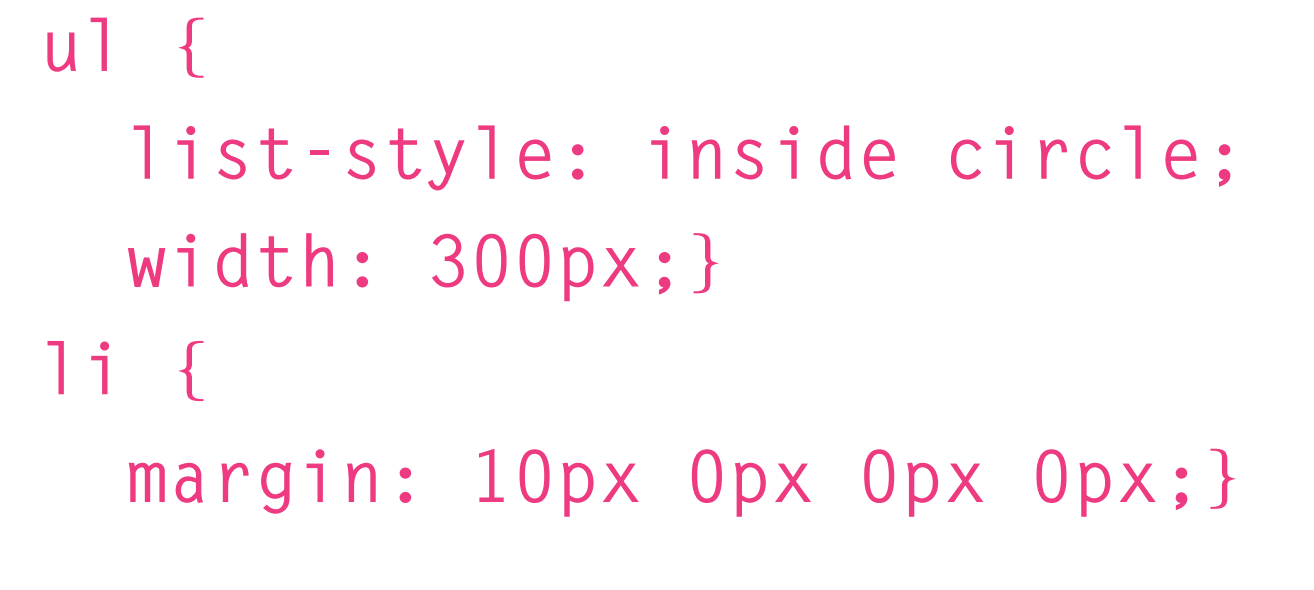 ul {
  list-style: inside circle;
  width: 300px;}
li {
  margin: 10px 0px 0px 0px;}